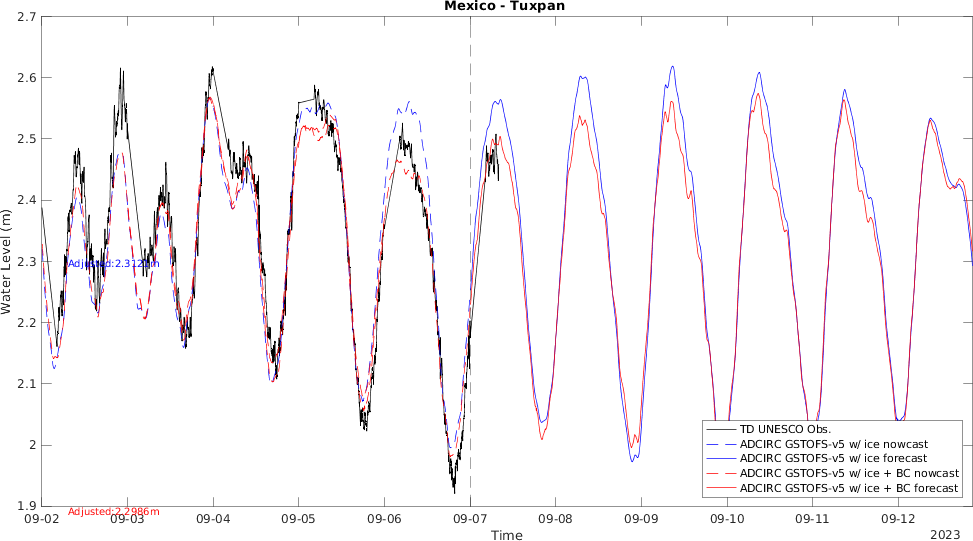 Mexico - Tuxpan
2.7
2.6
2.5
2.4
2.3
2.2
2.1
2
1.9
Water Level (m)
Adjusted:2.3121m
Adjusted:2.2986m
TD UNESCO Obs.
ADCIRC GSTOFS-v5 w/ ice nowcast
ADCIRC GSTOFS-v5 w/ ice forecast
ADCIRC GSTOFS-v5 w/ ice + BC nowcast
ADCIRC GSTOFS-v5 w/ ice + BC forecast
09-02 09-03 09-04 09-05 09-06 09-07 09-08 09-09 09-10 09-11 09-12
Time
2023